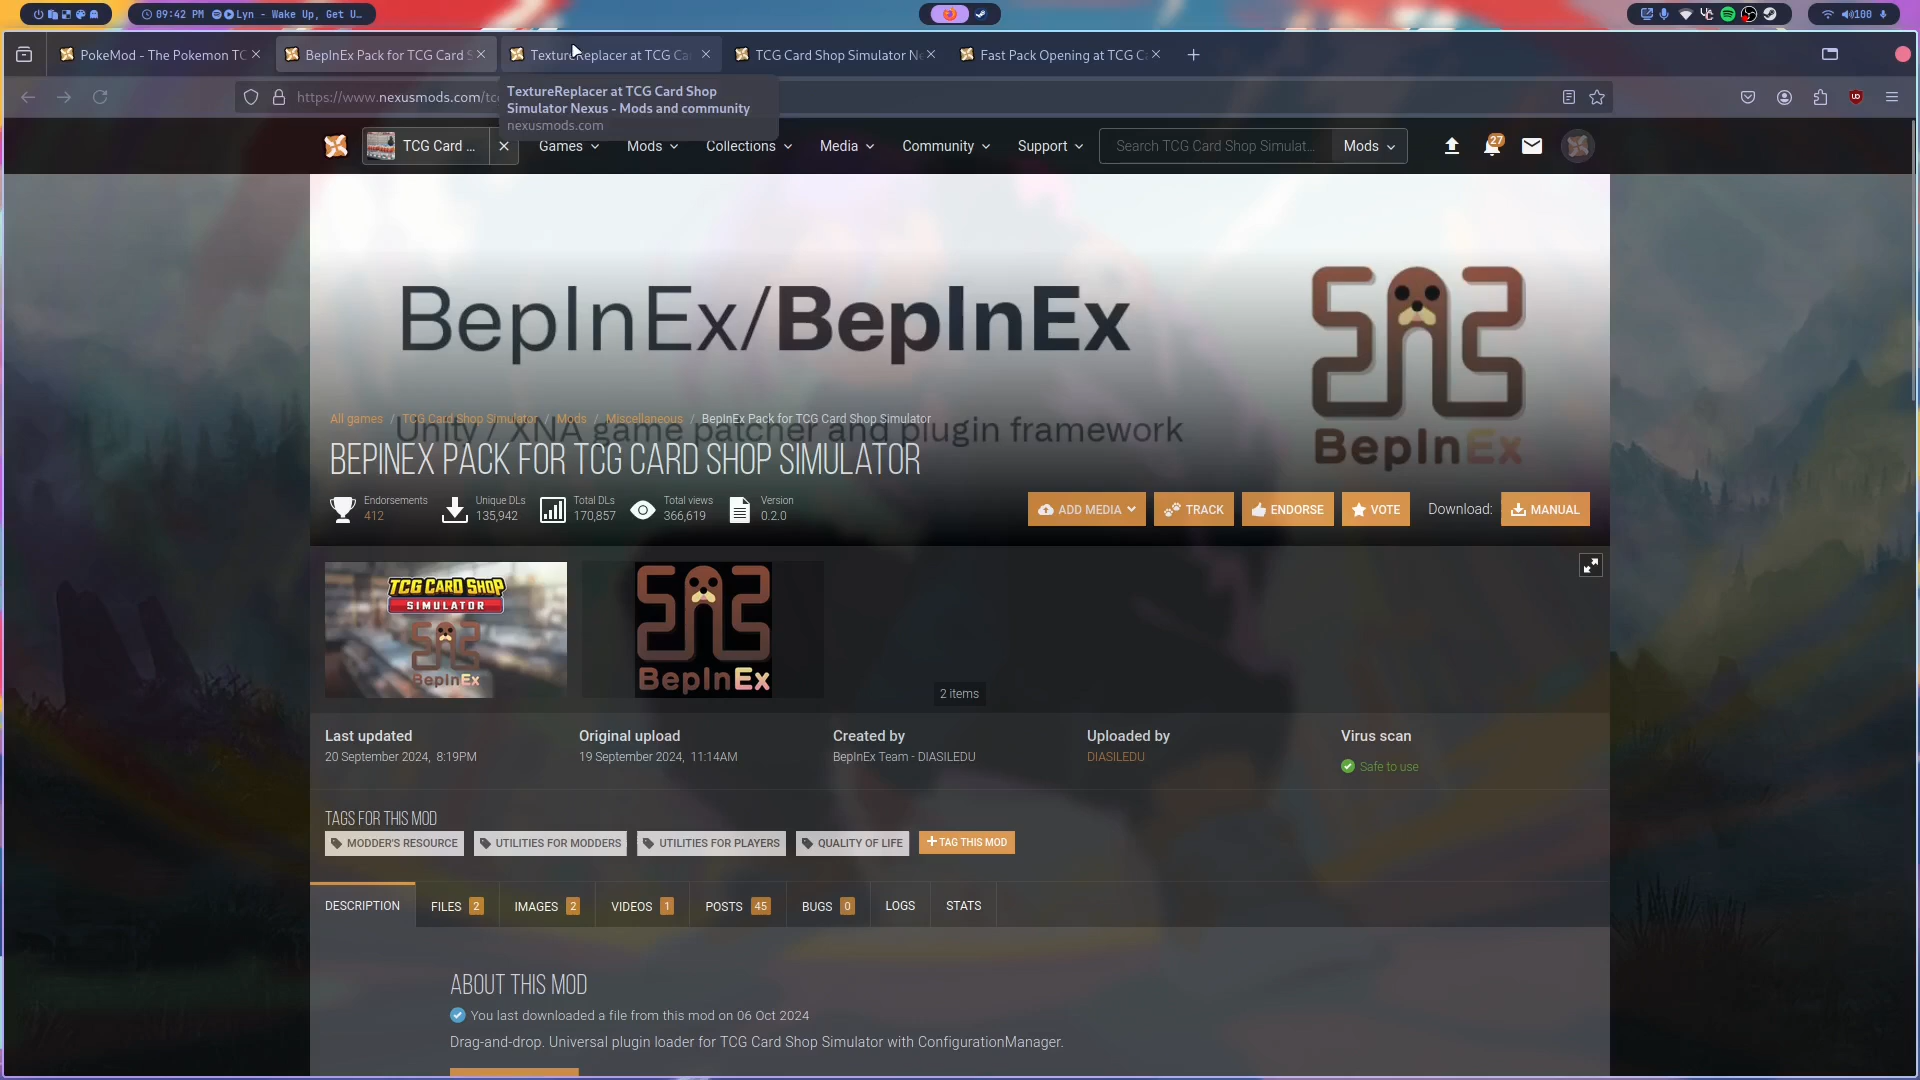 09:42 PM
Lyn - Wake Up, Get U...
100
PokeMod - The Pokemon TC
BepInEx Pack for TCG Card S
TextureReplacer at TCG Car
TCG Card Shop Simulator Ne
Fast Pack Opening at TCG C
https://www.nexusmods.com/tc
TextureReplacer at TCG Card Shop
Simulator Nexus - Mods and community
nexusmods.com
TCG Card ...
Games
Mods
Collections
Media
Community
Support
Search TCG Card Shop Simulat...
Mods
27
BepInEx/BepInEx
BepInEx
Unity / XNA game patcher and plugin framework
All games / TCG Card Shop Simulator / Mods / Miscellaneous / BepInEx Pack for TCG Card Shop Simulator
BEPINEX PACK FOR TCG CARD SHOP SIMULATOR
Endorsements
412
Unique DLs
135,942
Total DLs
170,857
Total views
366,619
Version
0.2.0
ADD MEDIA
TRACK
ENDORSE
VOTE
Download:
MANUAL
TCG CARD SHOP
SIMULATOR
BepInEx
BepInEx
2 items
Last updated
20 September 2024, 8:19PM
Original upload
19 September 2024, 11:14AM
Created by
BepInEx Team - DIASILEDU
Uploaded by
DIASILEDU
Virus scan
Safe to use
TAGS FOR THIS MOD
MODDER'S RESOURCE
UTILITIES FOR MODDERS
UTILITIES FOR PLAYERS
QUALITY OF LIFE
+ TAG THIS MOD
DESCRIPTION
FILES 2
IMAGES 2
VIDEOS 1
POSTS 45
BUGS 0
LOGS
STATS
ABOUT THIS MOD
You last downloaded a file from this mod on 06 Oct 2024
Drag-and-drop. Universal plugin loader for TCG Card Shop Simulator with ConfigurationManager.